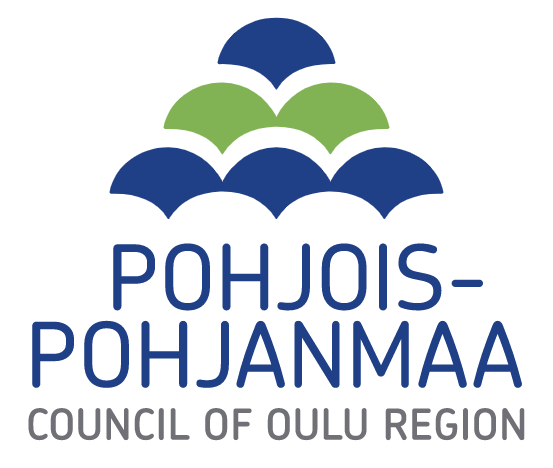 POHJOIS-
POHJANMAA
COUNCIL OF OULU REGION